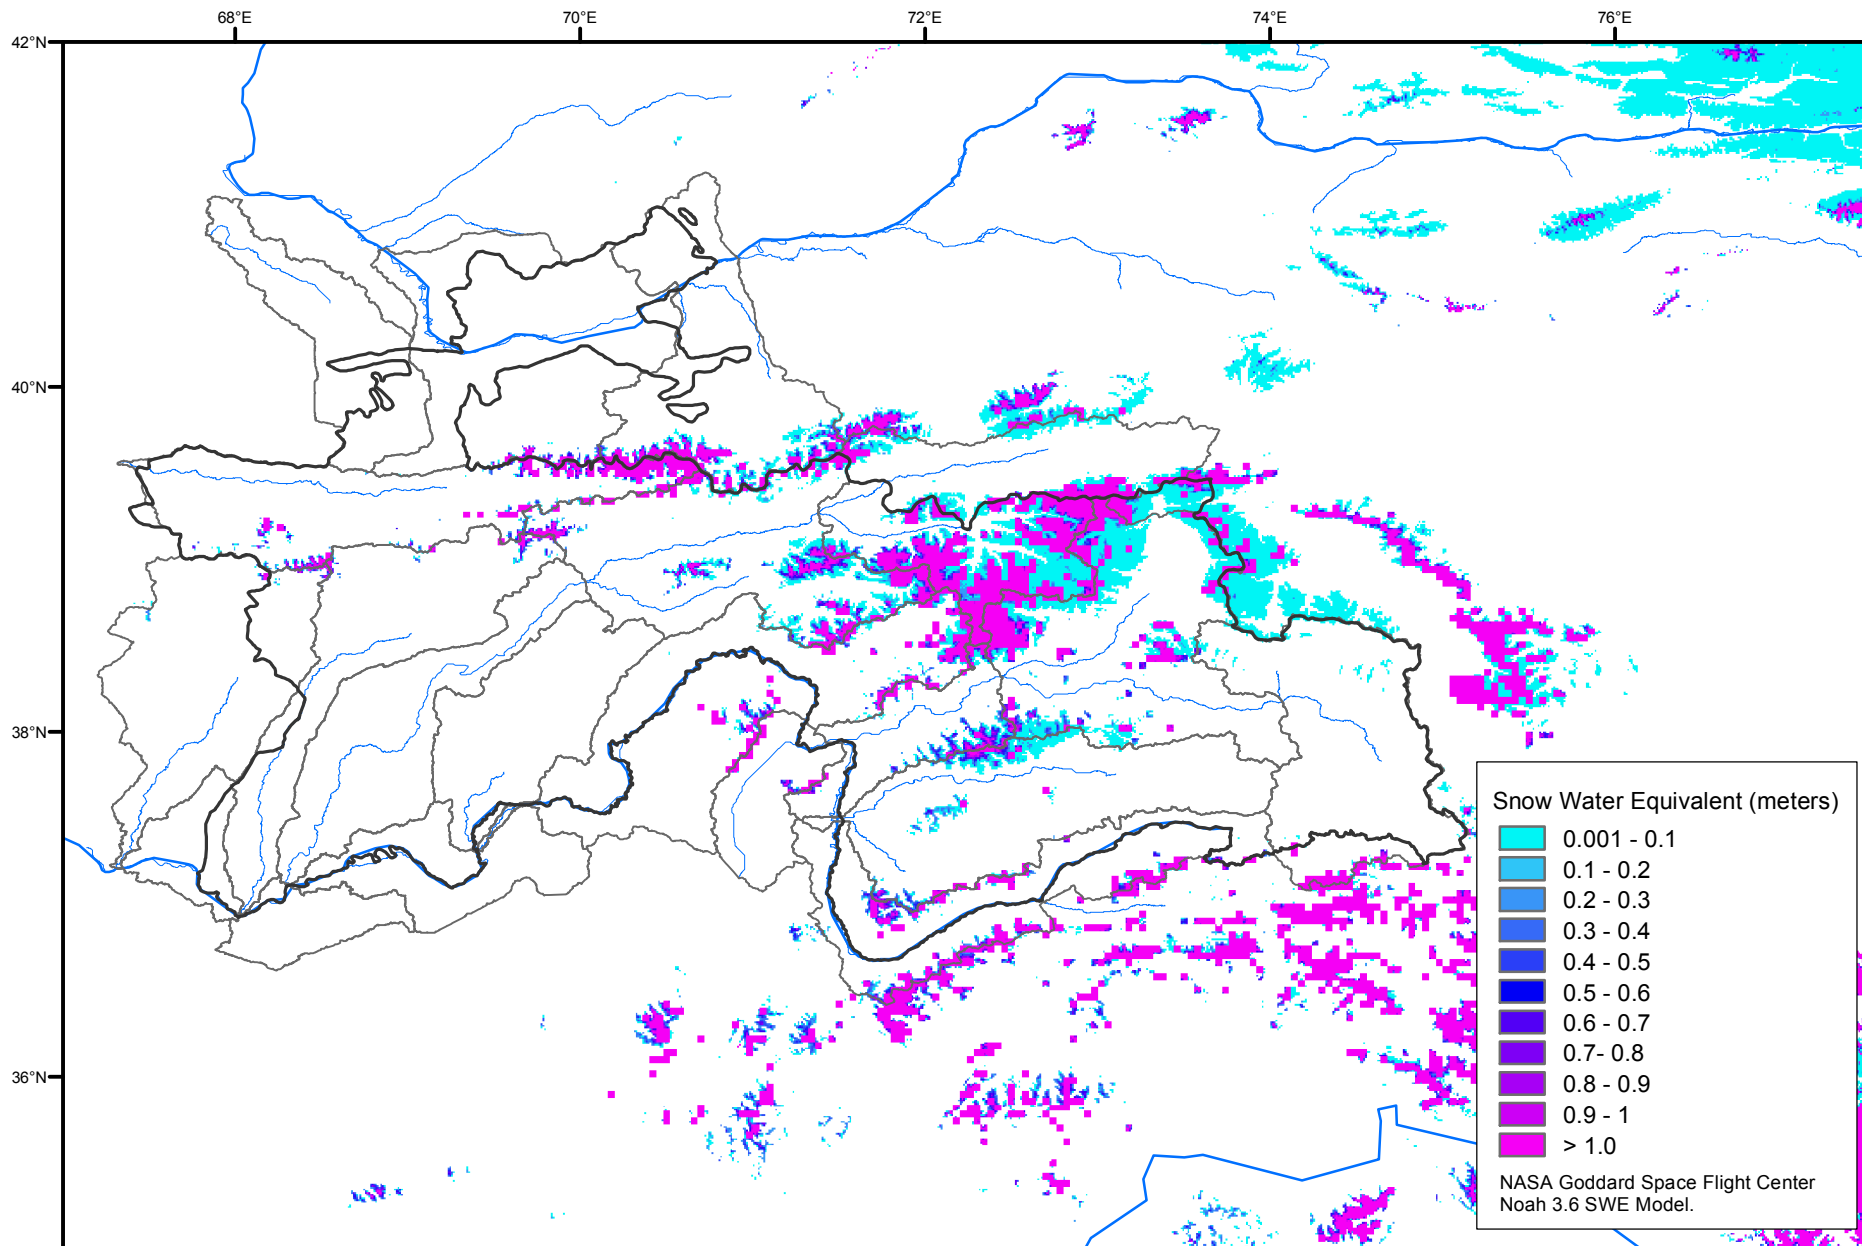 68°E
70°E
72°E
74°E
76°E
42°N
40°N
38°N
36°N
Snow Water Equivalent (meters)
0.001 - 0.1
0.1 - 0.2
0.2 - 0.3
0.3 - 0.4
0.4 - 0.5
0.5 - 0.6
0.6 - 0.7
0.7- 0.8
0.8 - 0.9
0.9 - 1
> 1.0
NASA Goddard Space Flight Center
Noah 3.6 SWE Model.